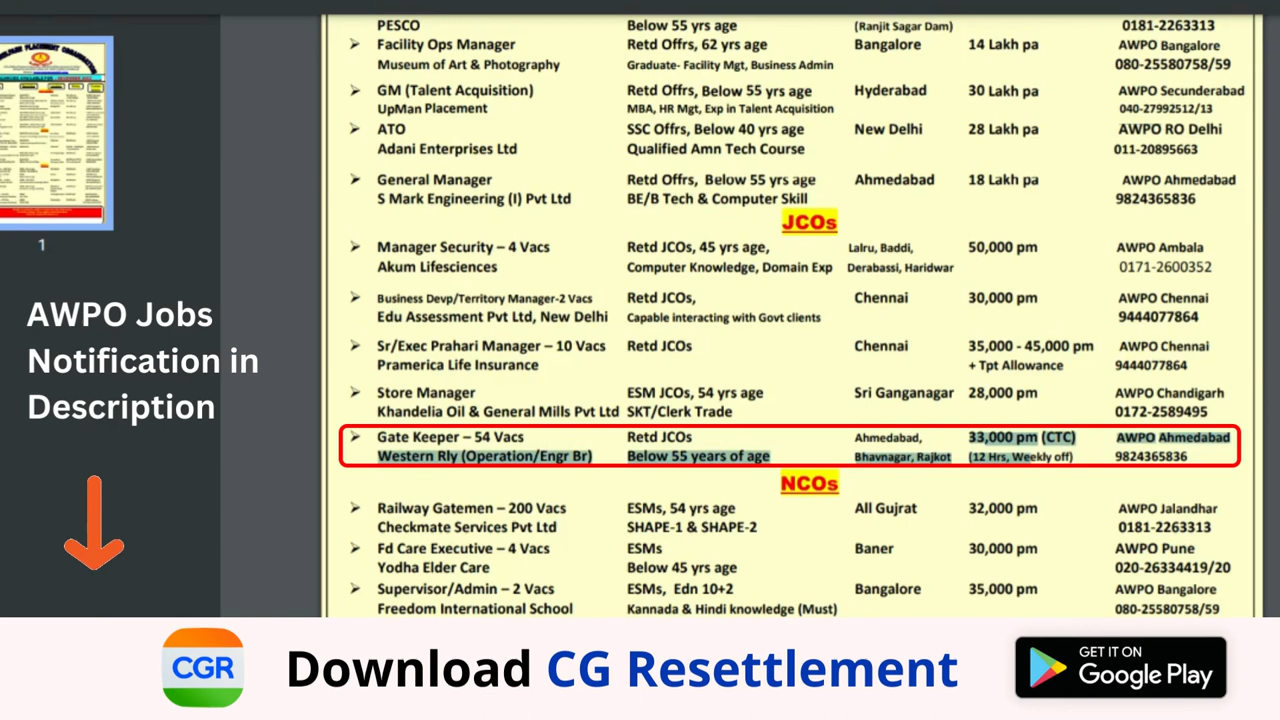 PESCO Below 55 yrs age (Ranjit Sagar Dam) 0181-2263313
➢ Facility Ops Manager Retd Offrs, 62 yrs age Bangalore 14 Lakh pa AWPO Bangalore
Museum of Art & Photography Graduate- Facility Mgt, Business Admin 080-25580758/59
➢ GM (Talent Acquisition) Retd Offrs, Below 55 yrs age Hyderabad 30 Lakh pa AWPO Secunderabad
UpMan Placement MBA, HR Mgt, Exp in Talent Acquisition 040-27992512/13
➢ ATO SSC Offrs, Below 40 yrs age New Delhi 28 Lakh pa AWPO RO Delhi
Adani Enterprises Ltd Qualified Amn Tech Course 011-20895663
➢ General Manager Retd Offrs, Below 55 yrs age Ahmedabad 18 Lakh pa AWPO Ahmedabad
S Mark Engineering (I) Pvt Ltd BE/B Tech & Computer Skill 9824365836
JCOs
➢ Manager Security – 4 Vacs Retd JCOs, 45 yrs age, Lalru, Baddi, 50,000 pm AWPO Ambala
Akum Lifesciences Computer Knowledge, Domain Exp Derabassi, Haridwar 0171-2600352
➢ Business Devp/Territory Manager-2 Vacs Retd JCOs, Chennai 30,000 pm AWPO Chennai
Edu Assessment Pvt Ltd, New Delhi Capable interacting with Govt clients 9444077864
➢ Sr/Exec Prahari Manager – 10 Vacs Retd JCOs Chennai 35,000 - 45,000 pm AWPO Chennai
Pramerica Life Insurance + Tpt Allowance 9444077864
➢ Store Manager ESM JCOs, 54 yrs age Sri Ganganagar 28,000 pm AWPO Chandigarh
Khandelia Oil & General Mills Pvt Ltd SKT/Clerk Trade 0172-2589495
➢ Gate Keeper – 54 Vacs Retd JCOs Ahmedabad, 33,000 pm (CTC) AWPO Ahmedabad
Western Rly (Operation/Engr Br) Below 55 years of age Bhavnagar, Rajkot (12 Hrs, Weekly off) 9824365836
NCOs
➢ Railway Gatemen – 200 Vacs ESMs, 54 yrs age All Gujrat 32,000 pm AWPO Jalandhar
Checkmate Services Pvt Ltd SHAPE-1 & SHAPE-2 0181-2263313
➢ Fd Care Executive – 4 Vacs ESMs Baner 30,000 pm AWPO Pune
Yodha Elder Care Below 45 yrs age 020-26334419/20
➢ Supervisor/Admin – 2 Vacs ESMs, Edn 10+2 Bangalore 35,000 pm AWPO Bangalore
Freedom International School Kannada & Hindi knowledge (Must) 080-25580758/59
1
AWPO Jobs
Notification in
Description
CGR
Download CG Resettlement
GET IT ON
Google Play